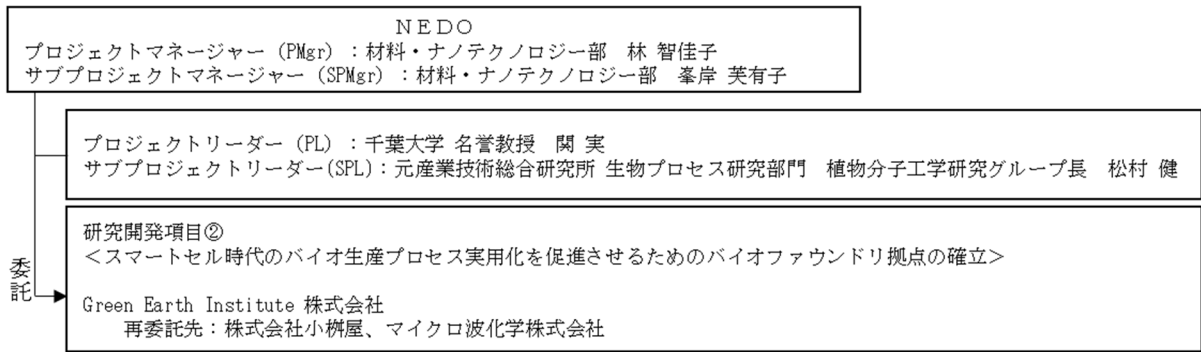 NEDO
プロジェクトマネージャー (PMgr) :材料・ナノテクノロジー部 林 智佳子
サブプロジェクトマネージャー (SPMgr) :材料・ナノテクノロジー部 峯岸 芙有子
プロジェクトリーダー (PL) :千葉大学 名誉教授 関 実
サブプロジェクトリーダー(SPL):元産業技術総合研究所 生物プロセス研究部門 植物分子工学研究グループ長 松村 健
委託
研究開発項目②
<スマートセル時代のバイオ生産プロセス実用化を促進させるためのバイオファウンドリ拠点の確立>
Green Earth Institute 株式会社
再委託先:株式会社小桝屋、マイクロ波化学株式会社